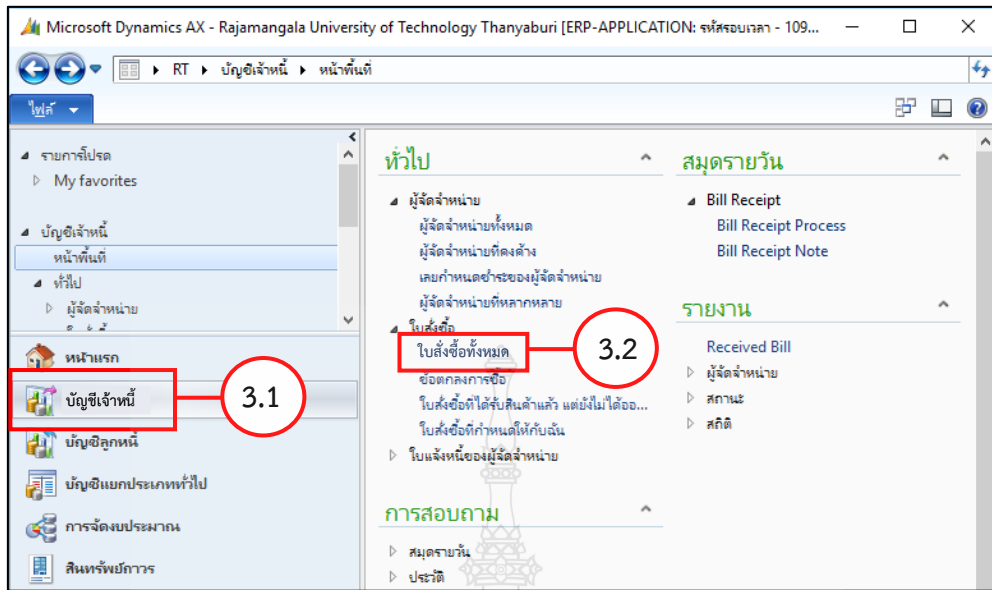 Microsoft Dynamics AX - Rajamangala University of Technology Thanyaburi [ERP-APPLICATION: รหัสรอบเวลา - 109...
RT บัญชีเจ้าหนี้ หน้าพื้นที่
ไฟล์
รายการโปรด
My favorites
บัญชีเจ้าหนี้
หน้าพื้นที่
ทั่วไป
ผู้จัดจำหน่าย
หน้าแรก
บัญชีเจ้าหนี้
3.1
บัญชีลูกหนี้
บัญชีแยกประเภททั่วไป
การจัดงบประมาณ
สินทรัพย์ถาวร
ทั่วไป
ผู้จัดจำหน่าย
ผู้จัดจำหน่ายทั้งหมด
ผู้จัดจำหน่ายที่คงค้าง
เลยกำหนดชำระของผู้จัดจำหน่าย
ผู้จัดจำหน่ายที่หลากหลาย
ใบสั่งซื้อ
ใบสั่งซื้อทั้งหมด
3.2
ข้อตกลงการซื้อ
ใบสั่งซื้อที่ได้รับสินค้าแล้ว แต่ยังไม่ได้ออ...
ใบสั่งซื้อที่กำหนดให้กับฉัน
ใบแจ้งหนี้ของผู้จัดจำหน่าย
การสอบถาม
สมุดรายวัน
ประวัติ
สมุดรายวัน
Bill Receipt
Bill Receipt Process
Bill Receipt Note
รายงาน
Received Bill
ผู้จัดจำหน่าย
สถานะ
สถิติ